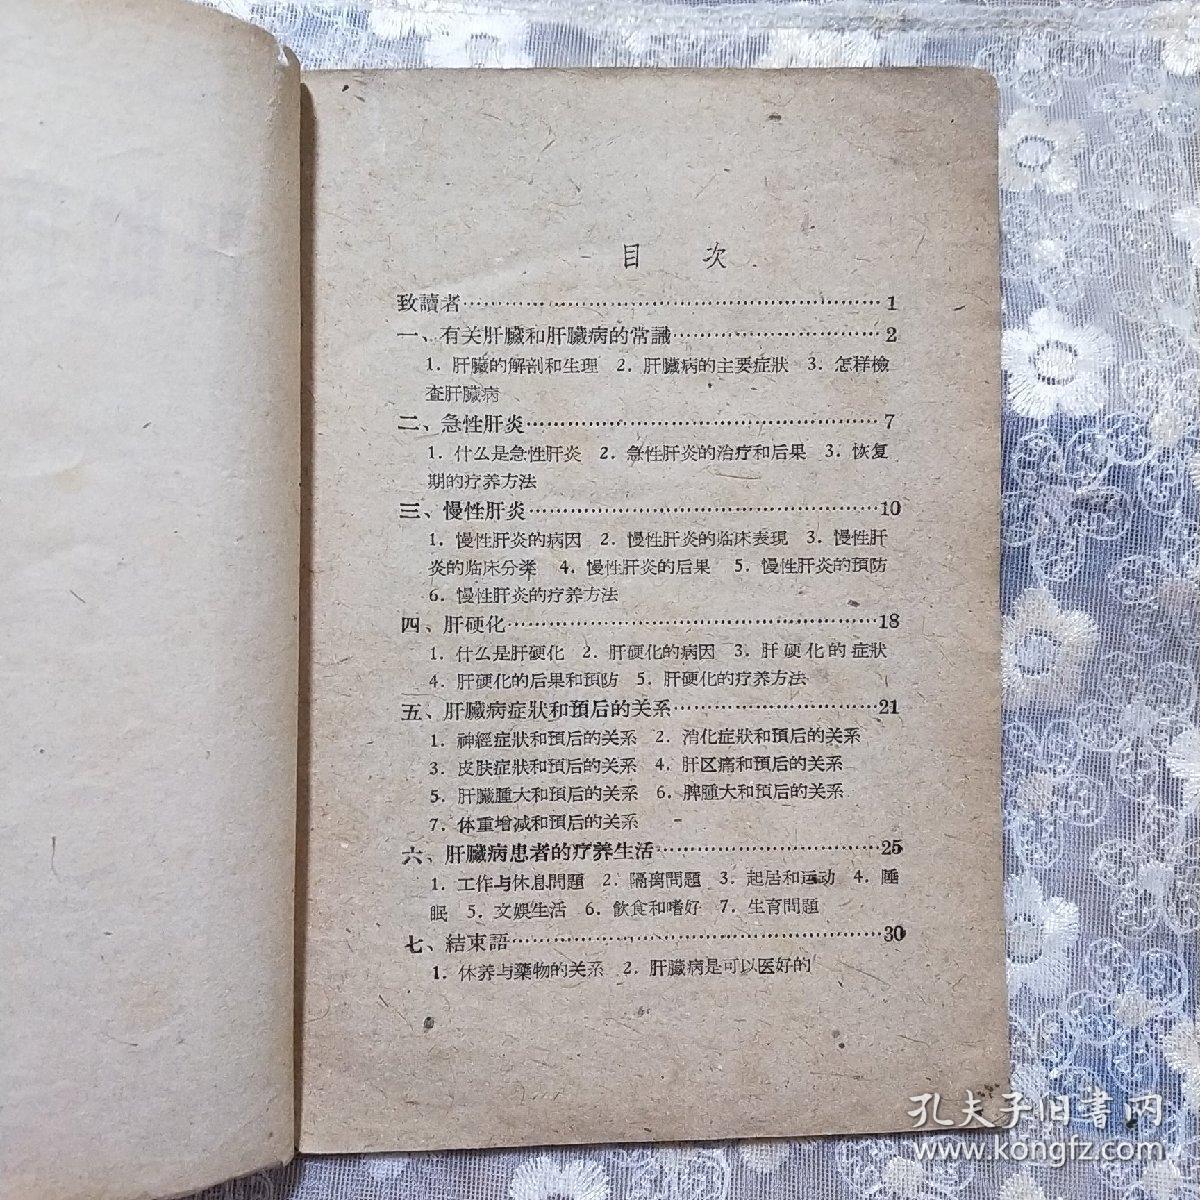 目 次
致讀者……1
一、有关肝臟和肝臟病的常識……2
1. 肝臟的解剖和生理 2. 肝臟病的主要症狀 3. 怎样檢
查肝臟病
二、急性肝炎……7
1. 什么是急性肝炎 2. 急性肝炎的治疗和后果 3. 恢复
期的疗养方法
三、慢性肝炎……10
1. 慢性肝炎的病因 2. 慢性肝炎的临床表現 3. 慢性肝
炎的临床分类 4. 慢性肝炎的后果 5. 慢性肝炎的預防
6. 慢性肝炎的疗养方法
四、肝硬化……18
1. 什么是肝硬化 2. 肝硬化的病因 3. 肝硬化的症狀
4. 肝硬化的后果和預防 5. 肝硬化的疗养方法
五、肝臟病症狀和預后的关系……21
1. 神經症狀和預后的关系 2. 消化症狀和預后的关系
3. 皮肤症狀和預后的关系 4. 肝区痛和預后的关系
5. 肝臟腫大和預后的关系 6. 脾腫大和預后的关系
7. 体重增减和預后的关系
六、肝臟病患者的疗养生活……25
1. 工作与休息問題 2. 隔离問題 3. 起居和运动 4. 睡
眠 5. 文娛生活 6. 飲食和嗜好 7. 生育問題
七、結束語……30
1. 休养与藥物的关系 2. 肝臟病是可以医好的
孔夫子旧書网
www.kongfz.com